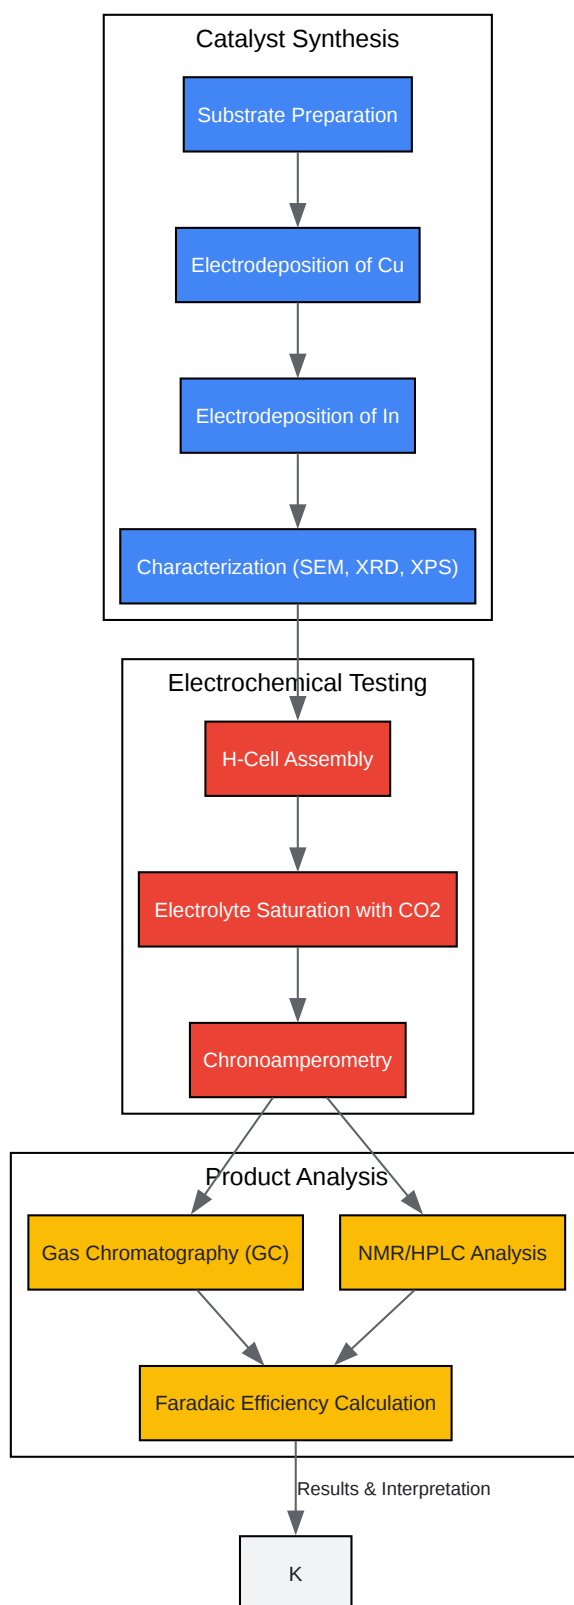 Catalyst Synthesis
Substrate Preparation
Electrodeposition of Cu
Electrodeposition of In
Characterization (SEM, XRD, XPS)
Electrochemical Testing
H-Cell Assembly
Electrolyte Saturation with CO2
Chronoamperometry
Product Analysis
Gas Chromatography (GC)
NMR/HPLC Analysis
Faradaic Efficiency Calculation
Results & Interpretation
K